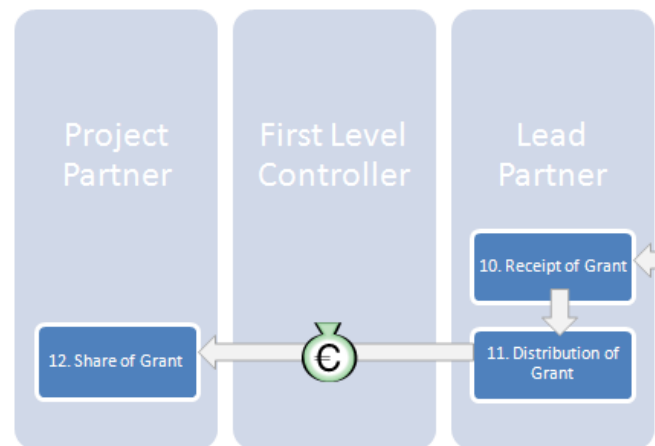 Project
Partner
First Level
Controller
Lead
Partner
10. Receipt of Grant
12. Share of Grant
€
11. Distribution of
Grant